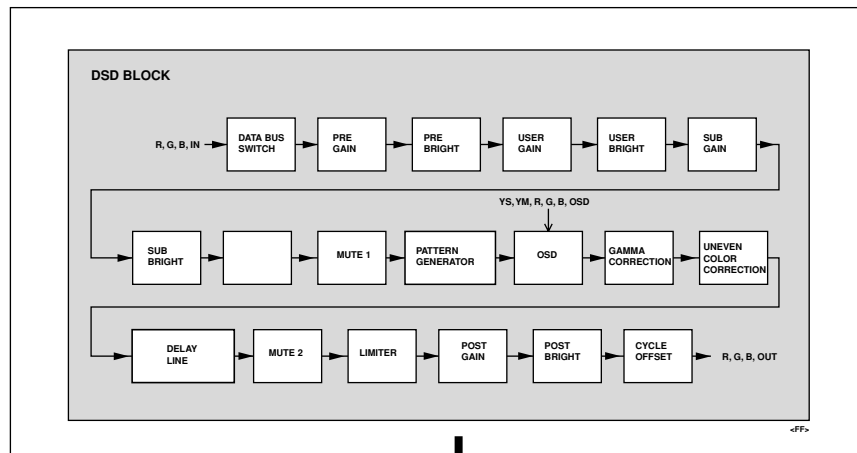 DSD BLOCK
R, G, B, IN
DATA BUS
SWITCH
PRE
GAIN
PRE
BRIGHT
USER
GAIN
USER
BRIGHT
SUB
GAIN
YS, YM, R, G, B, OSD
SUB
BRIGHT
MUTE 1
PATTERN
GENERATOR
OSD
GAMMA
CORRECTION
UNEVEN
COLOR
CORRECTION
DELAY
LINE
MUTE 2
LIMITER
POST
GAIN
POST
BRIGHT
CYCLE
OFFSET
R, G, B, OUT
<FF>